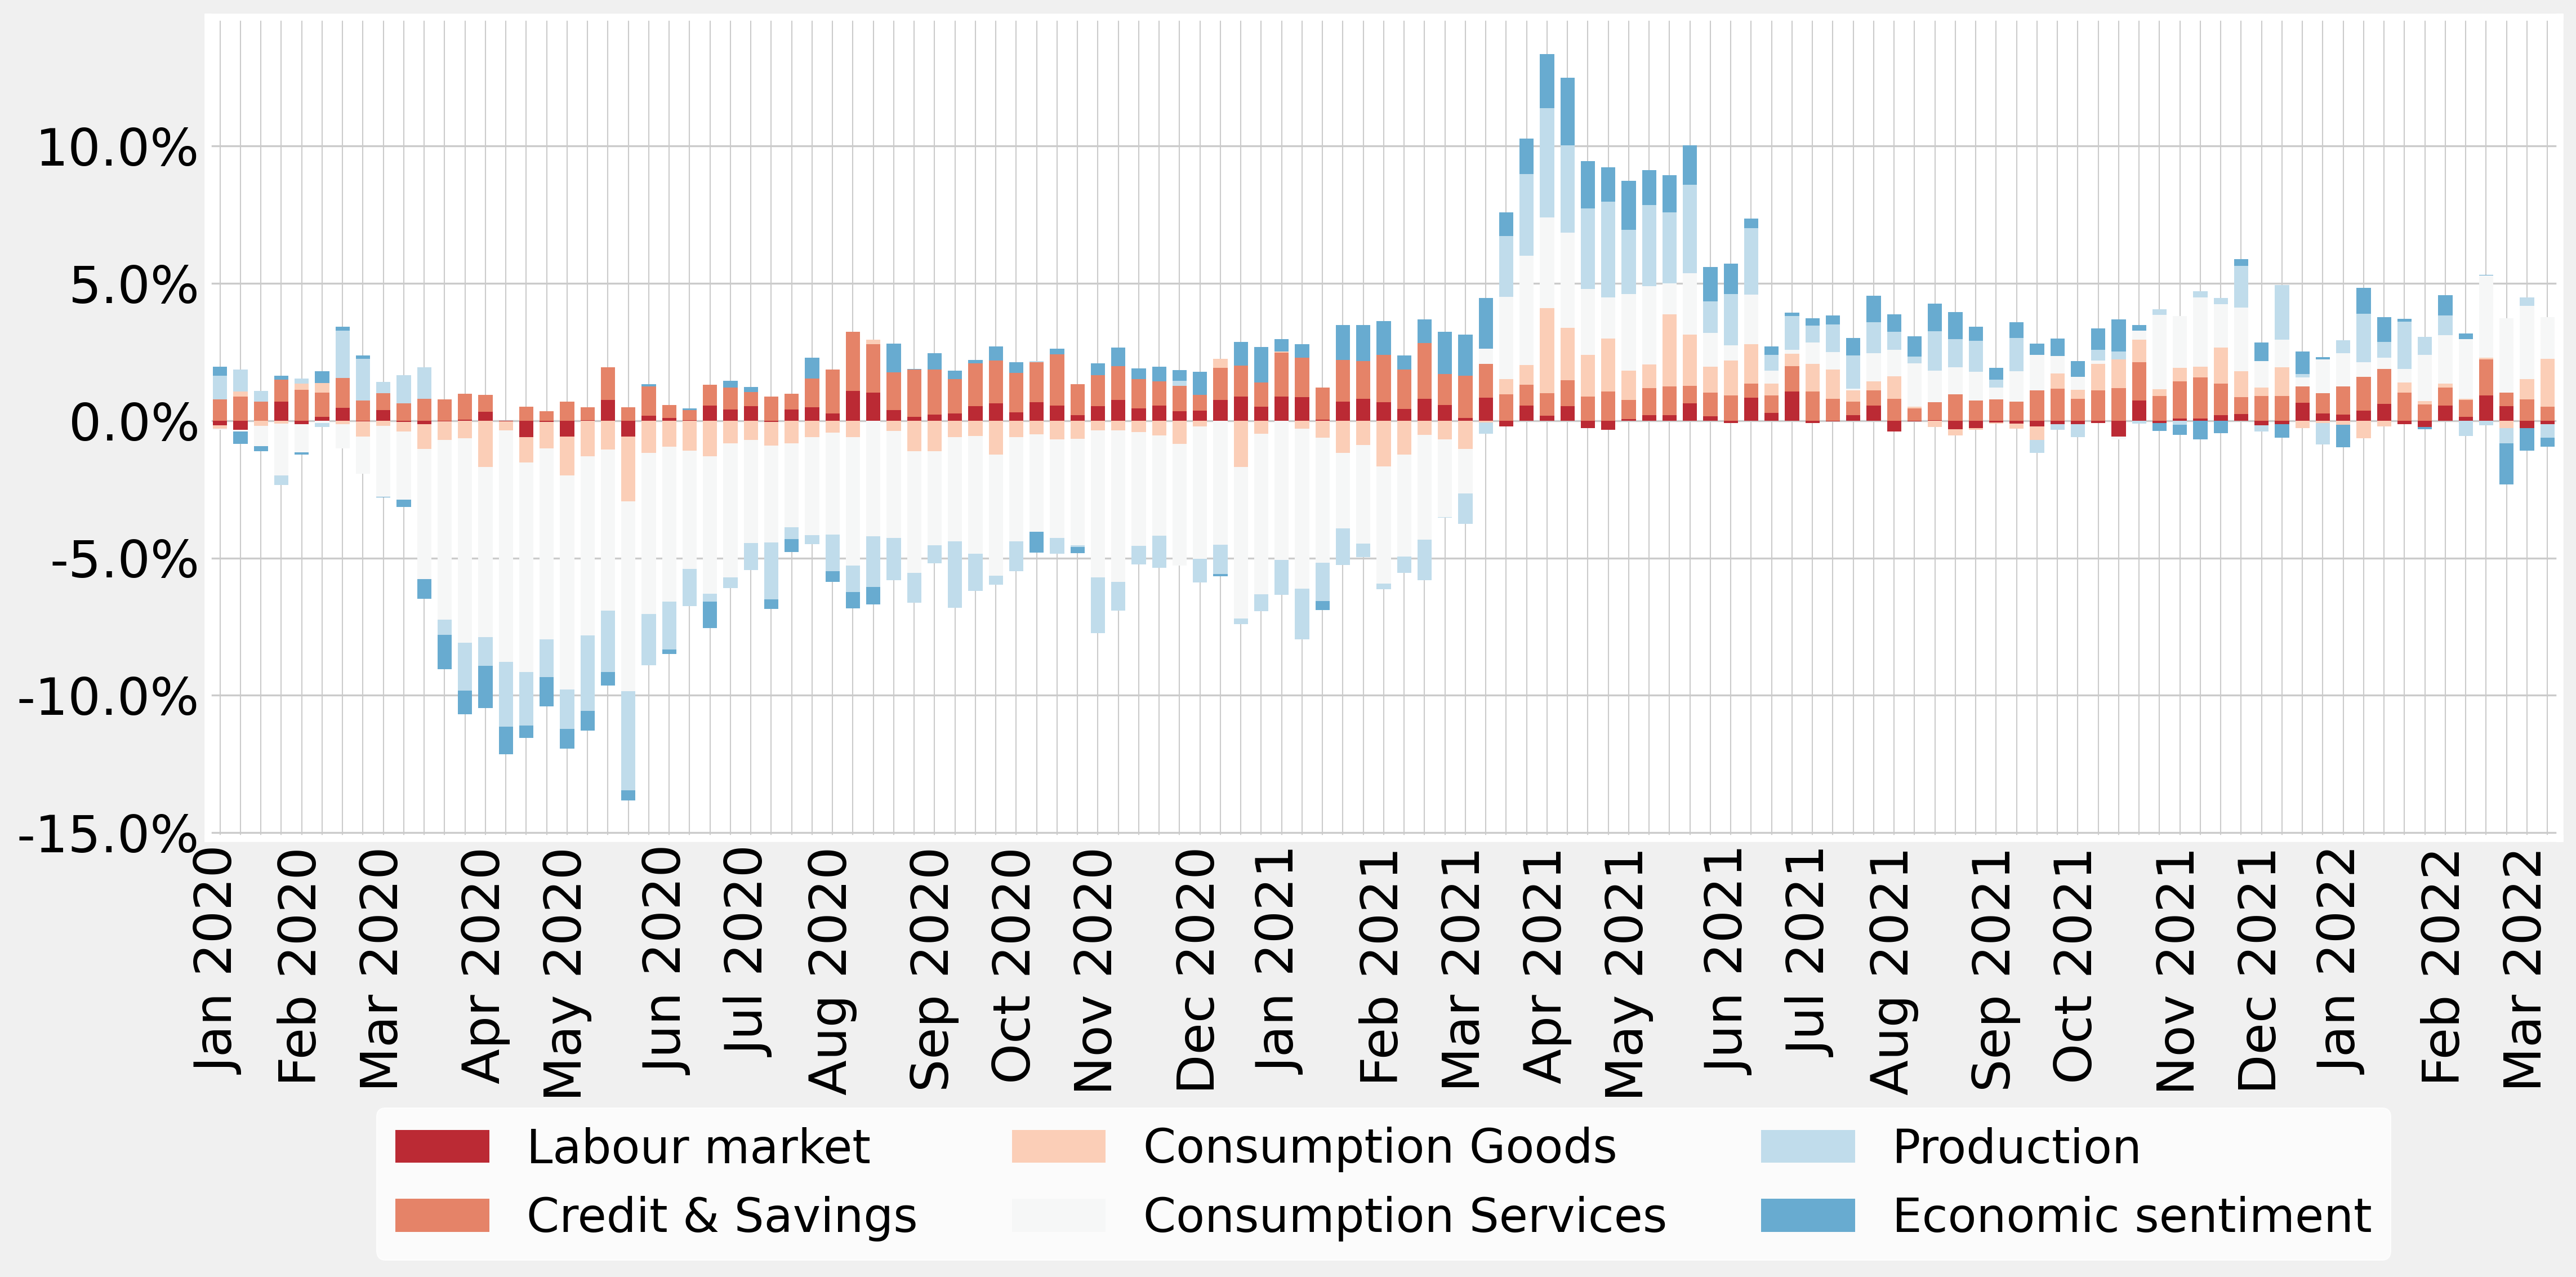 10.0%
5.0%
0.0%
-5.0%
-10.0%
-15.0%
Jan 2020
Feb 2020
Mar 2020
Apr 2020
May 2020
Jun 2020
Jul 2020
Aug 2020
Sep 2020
Oct 2020
Nov 2020
Dec 2020
Jan 2021
Feb 2021
Mar 2021
Apr 2021
May 2021
Jun 2021
Jul 2021
Aug 2021
Sep 2021
Oct 2021
Nov 2021
Dec 2021
Jan 2022
Feb 2022
Mar 2022
Labour market
Credit & Savings
Consumption Goods
Consumption Services
Production
Economic sentiment